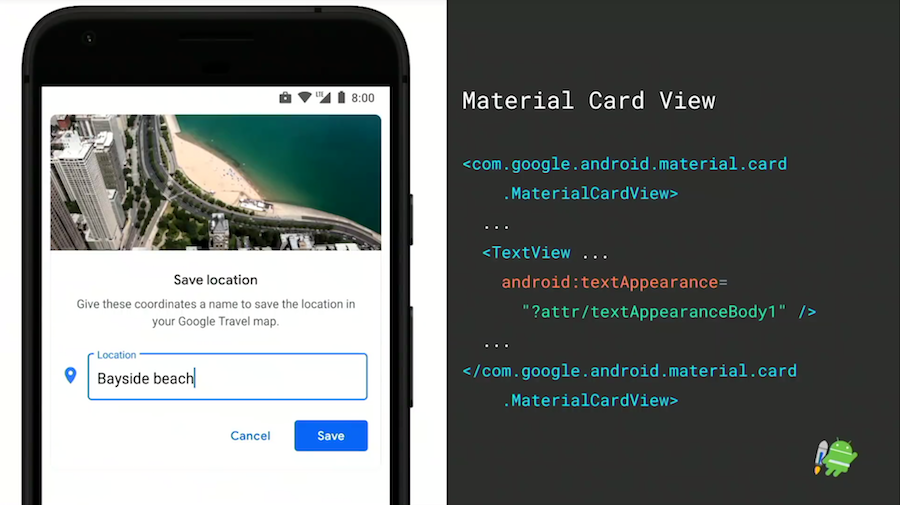 LTE 8:00
Save location
Give these coordinates a name to save the location in
your Google Travel map.
Location
Bayside beach
Cancel Save
Material Card View
<com.google.android.material.card
.MaterialCardView>
...
<TextView ...
android:textAppearance=
"?attr/textAppearanceBody1" />
...
</com.google.android.material.card
.MaterialCardView>